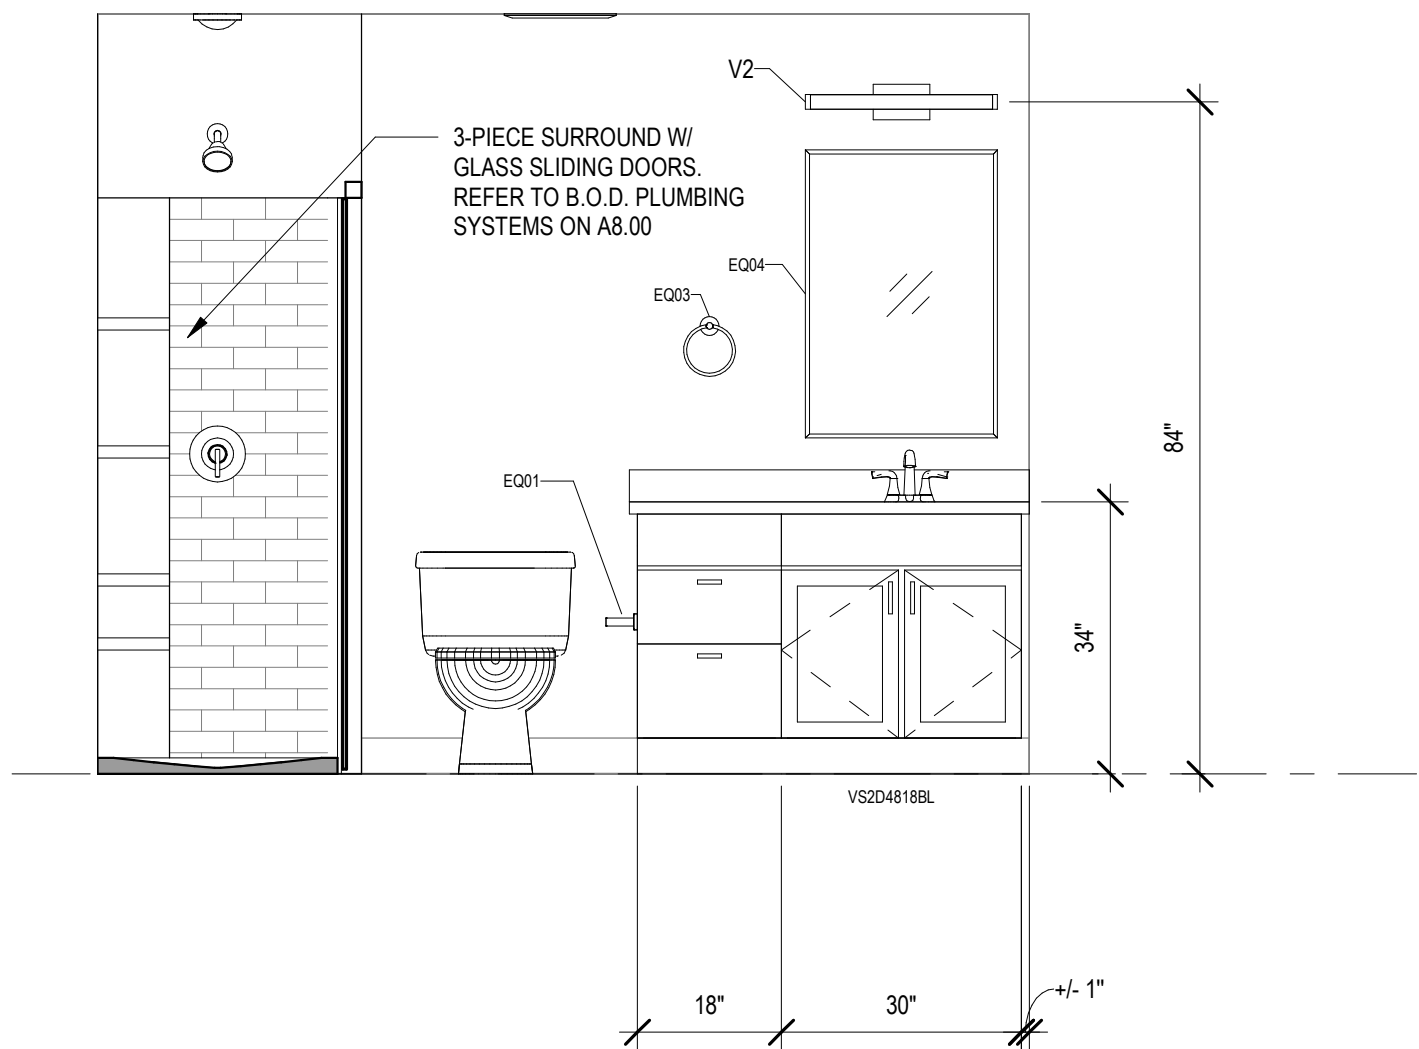 V2
3-PIECE SURROUND W/
GLASS SLIDING DOORS.
REFER TO B.O.D. PLUMBING
SYSTEMS ON A8.00
EQ04
EQ03
84"
EQ01
34"
VS2D4818BL
18"
30"
+/- 1"